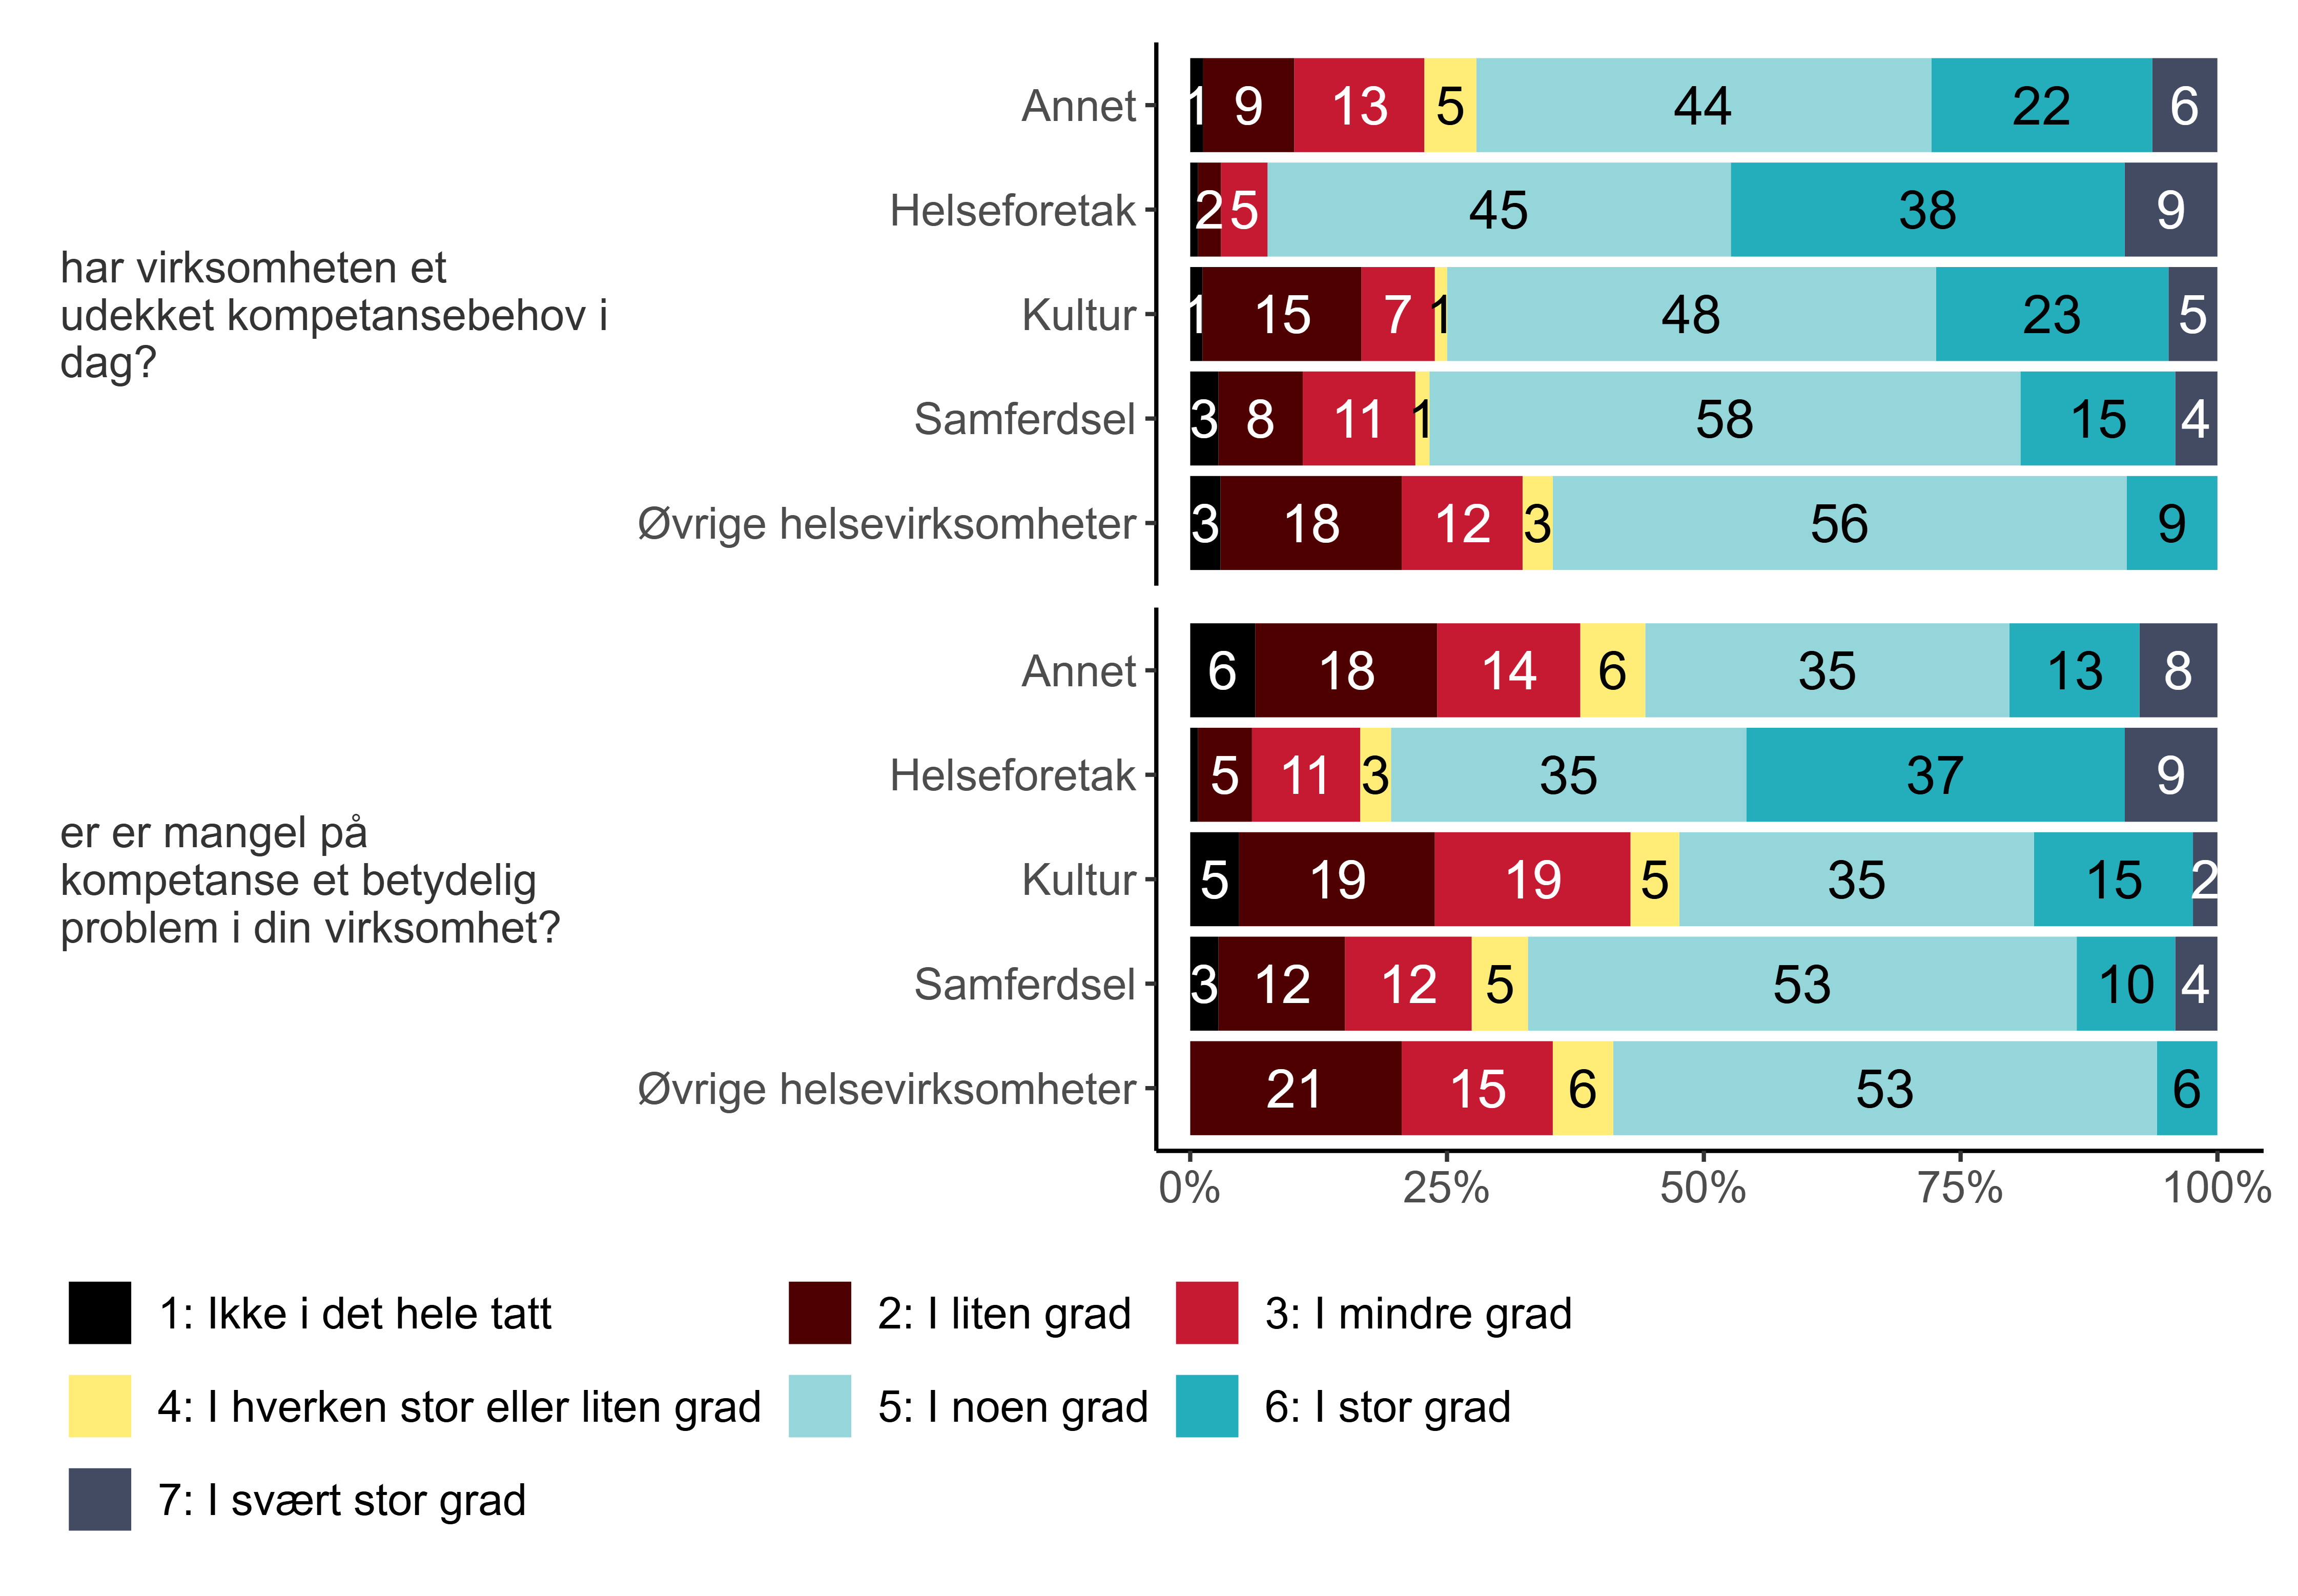 Annet 1 9 13 5 44 22 6
Helseforetak 2 5 45 38 9
har virksomheten et
udekket kompetansebehov i
dag?
Kultur 1 15 7 1 48 23 5
Samferdsel 3 8 11 1 58 15 4
Øvrige helsevirksomheter 3 18 12 3 56 9
Annet 6 18 14 6 35 13 8
Helseforetak 5 11 3 35 37 9
er er mangel på
kompetanse et betydelig
problem i din virksomhet?
Kultur 5 19 19 5 35 15 2
Samferdsel 3 12 12 5 53 10 4
Øvrige helsevirksomheter 21 15 6 53 6
0% 25% 50% 75% 100%
1: Ikke i det hele tatt 2: I liten grad 3: I mindre grad
4: I hverken stor eller liten grad 5: I noen grad 6: I stor grad
7: I svært stor grad